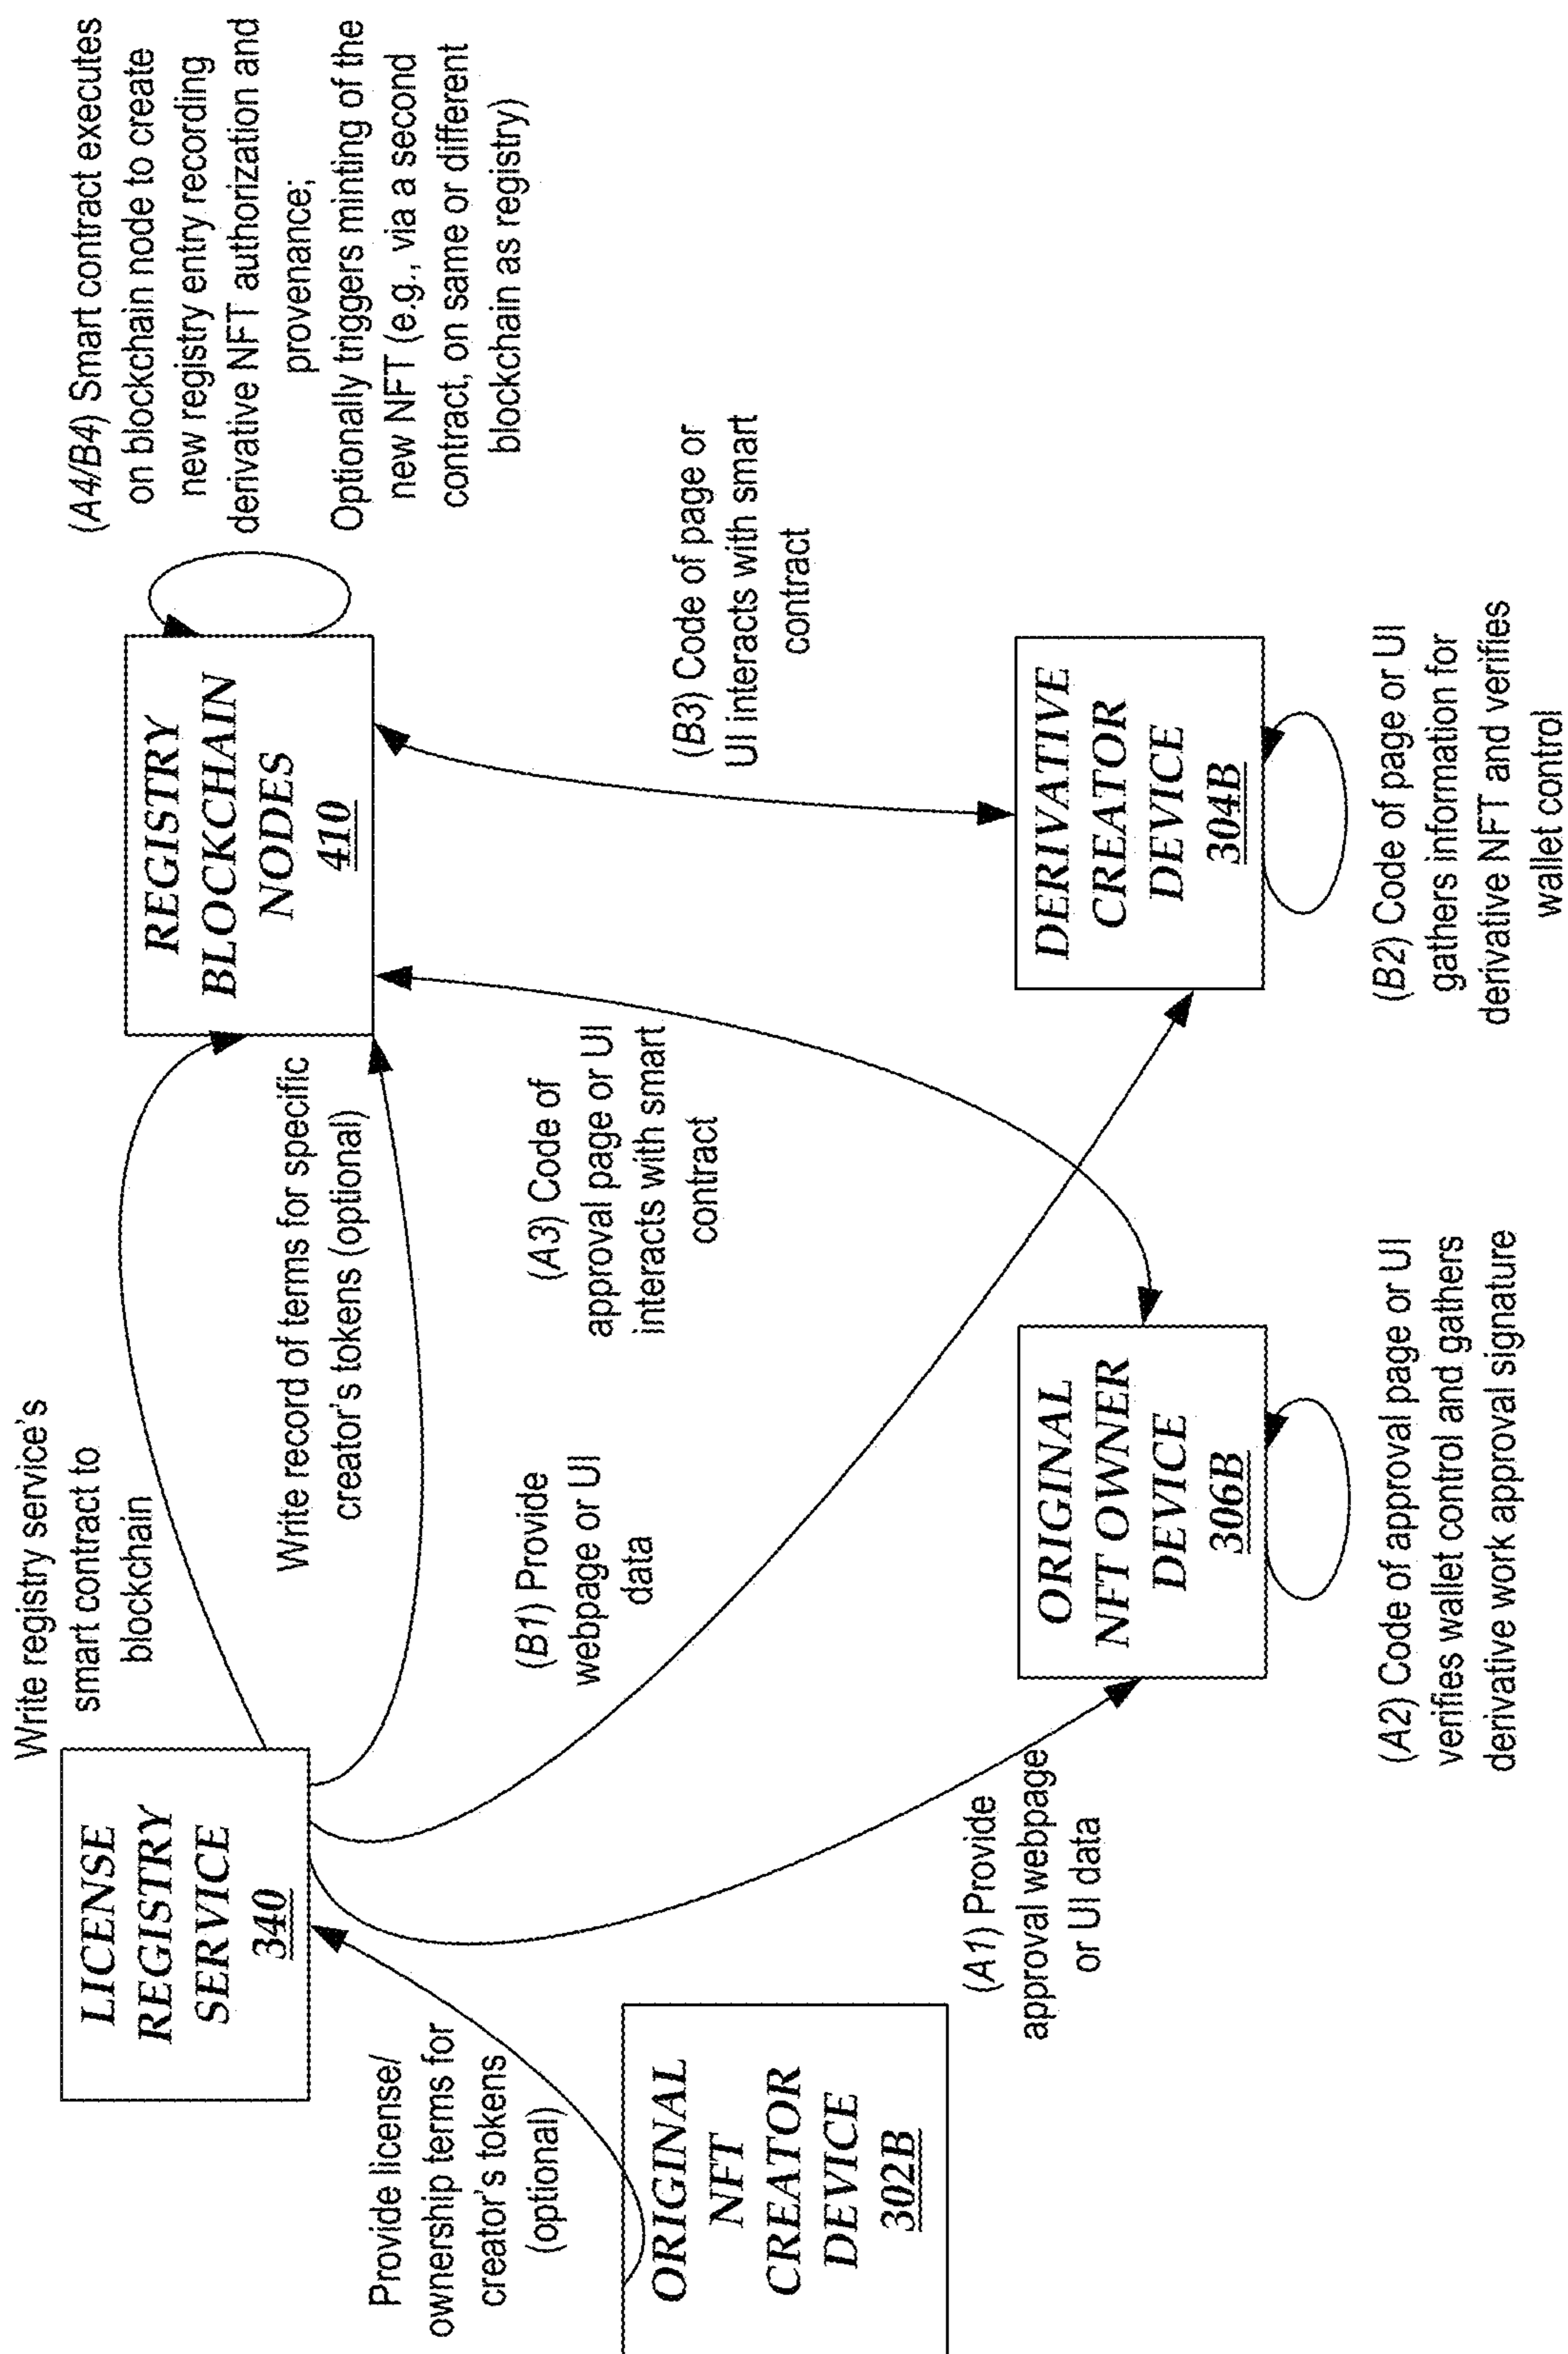 Write registry service's
smart contract to
blockchain
LICENSE
REGISTRY
SERVICE
340
Write record of terms for specific
creator's tokens (optional)
REGISTRY
BLOCKCHAIN
NODES
410
(A4/B4) Smart contract executes
on blockchain node to create
new registry entry recording
derivative NFT authorization and
provenance;
Optionally triggers minting of the
new NFT (e.g., via a second
contract, on same or different
blockchain as registry)
Provide license/
ownership terms for
creator's tokens
(optional)
(B1) Provide
webpage or UI
data
(A3) Code of
approval page or UI
interacts with smart
contract
(B3) Code of page or
UI interacts with smart
contract
ORIGINAL
NFT
CREATOR
DEVICE
302B
(A1) Provide
approval webpage
or UI data
ORIGINAL
NFT OWNER
DEVICE
306B
DERIVATIVE
CREATOR
DEVICE
304B
(A2) Code of approval page or UI
verifies wallet control and gathers
derivative work approval signature
(B2) Code of page or UI
gathers information for
derivative NFT and verifies
wallet control